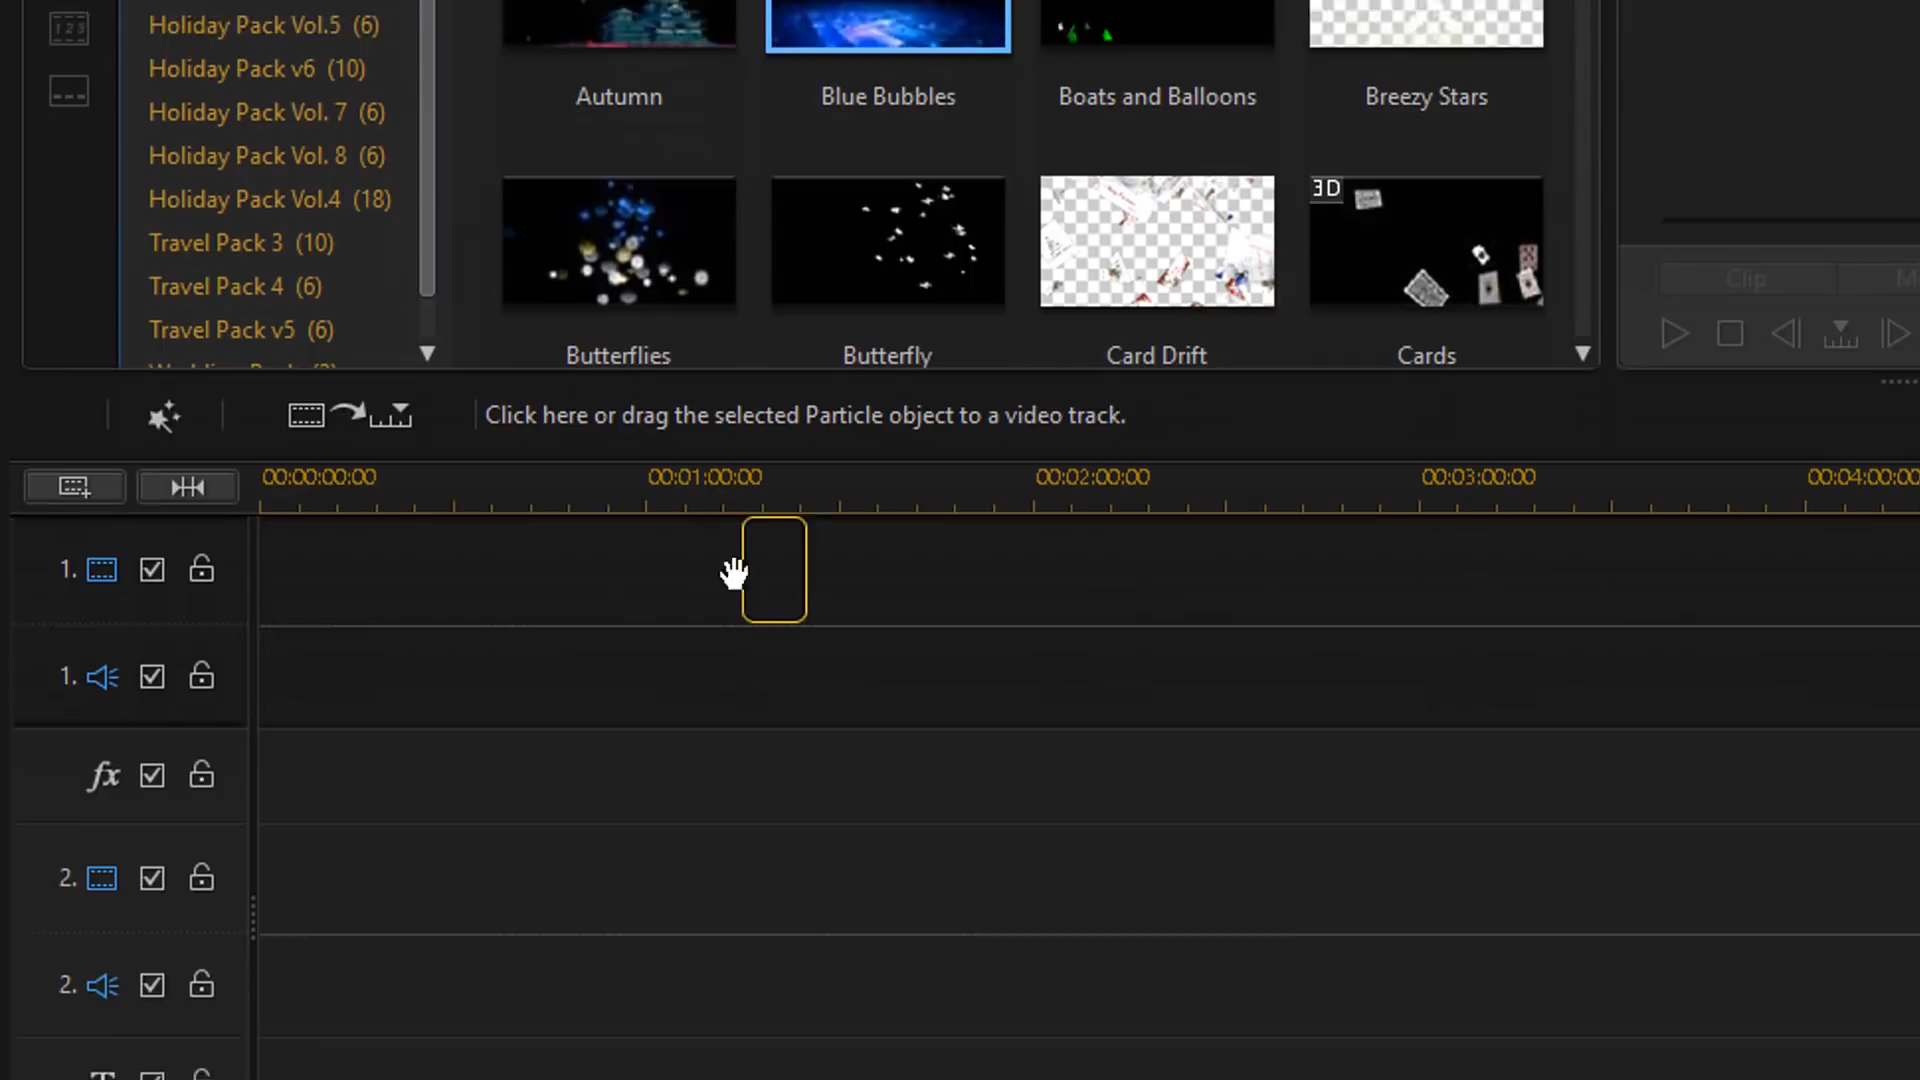 Holiday Pack Vol.5 (6)
Holiday Pack v6 (10)
Holiday Pack Vol. 7 (6)
Holiday Pack Vol. 8 (6)
Holiday Pack Vol.4 (18)
Travel Pack 3 (10)
Travel Pack 4 (6)
Travel Pack v5 (6)
Autumn
Blue Bubbles
Boats and Balloons
Breezy Stars
3D
Butterflies
Butterfly
Card Drift
Cards
Clip
Click here or drag the selected Particle object to a video track.
00:00:00:00
00:01:00:00
00:02:00:00
00:03:00:00
00:04:00:00
1.
1.
fx
2.
2.